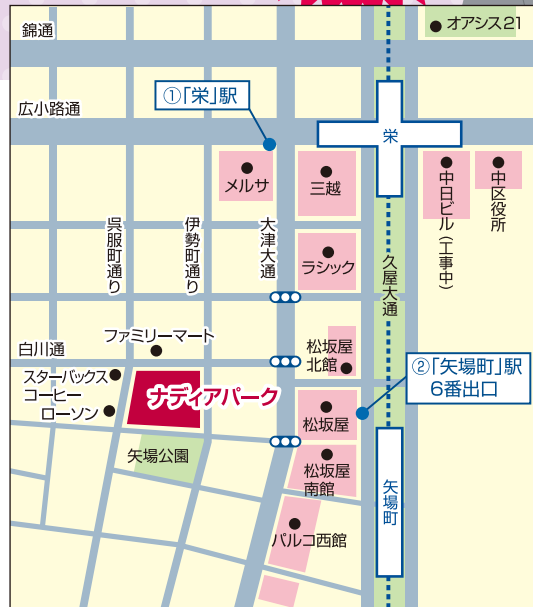 錦通
オアシス21
①「栄」駅
広小路通
栄
メルサ
三越
中日ビル(工事中)
中区役所
呉服町通り
伊勢町通り
大津大通
ラシック
久屋大通
白川通
ファミリーマート
松坂屋
北館
②「矢場町」駅
6番出口
スターバックス
コーヒー
ローソン
ナディアパーク
松坂屋
矢場公園
松坂屋
南館
矢場町
パルコ西館